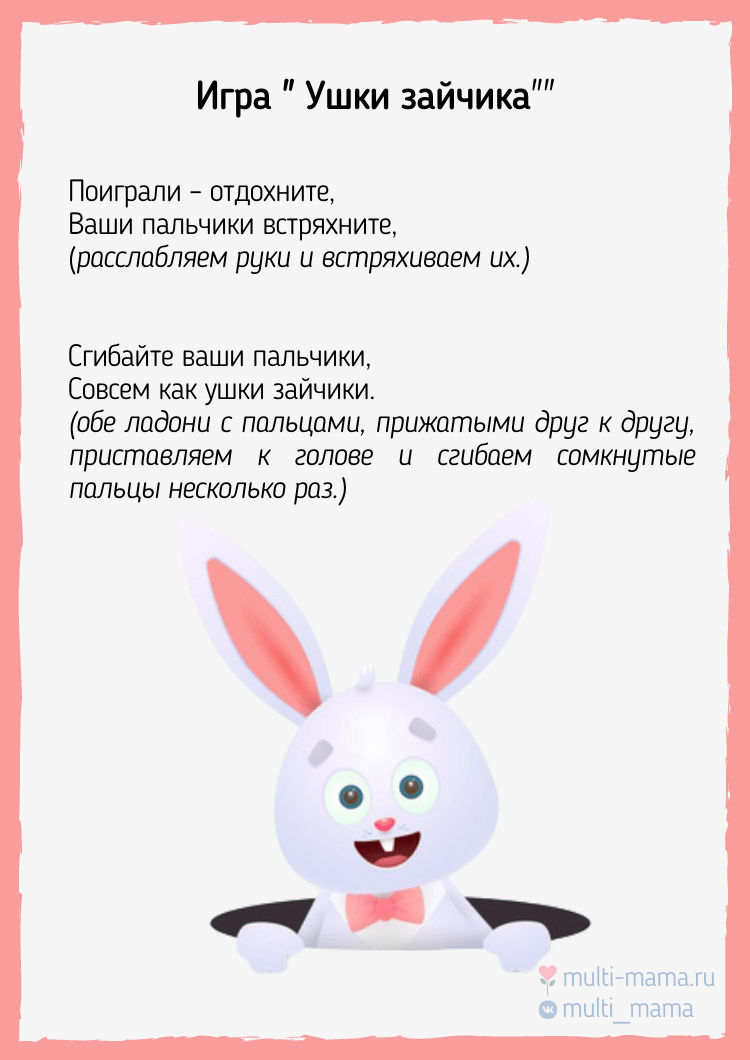 Игра " Ушки зайчика""
Поиграли – отдохните,
Ваши пальчики встряхните,
(расслабляем руки и встряхиваем их.)
Сгибайте ваши пальчики,
Совсем как ушки зайчики.
(обе ладони с пальцами, прижатыми друг к другу,
приставляем к голове и сгибаем сомкнутые
пальцы несколько раз.)
multi-mama.ru
multi_mama